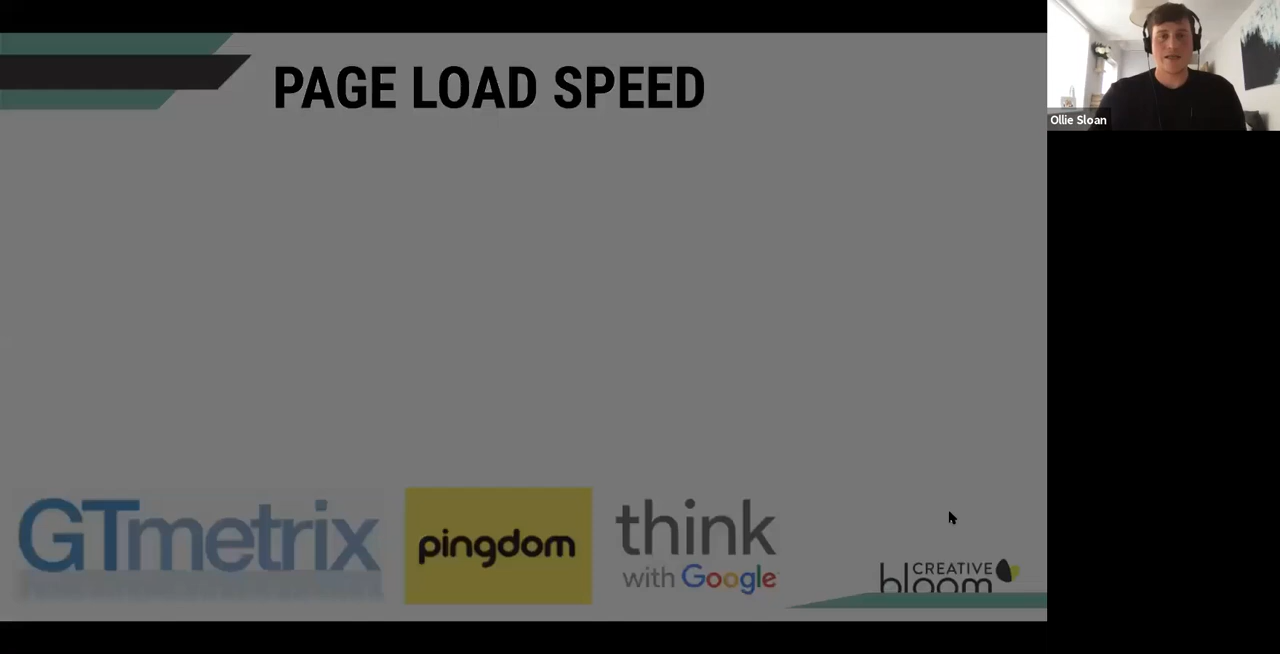 PAGE LOAD SPEED
Ollie Sloan
GTmetrix
pingdom
think
with Google
CREATIVE
bloom